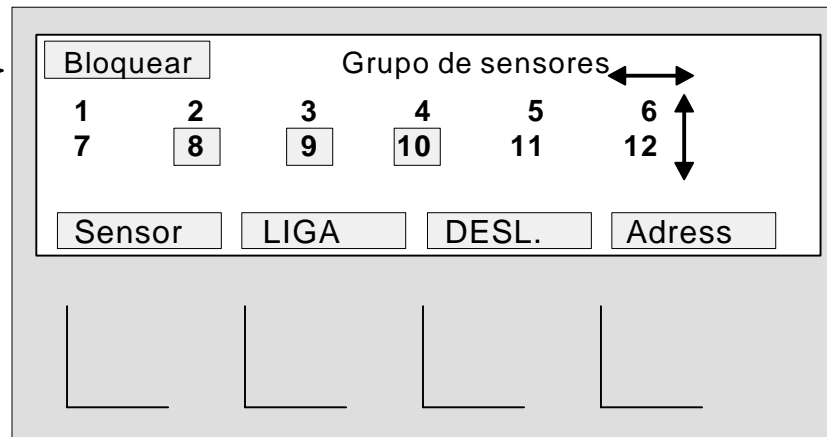 Bloquear Grupo de sensores
1 2 3 4 5 6
7 8 9 10 11 12
Sensor LIGA DESL. Adress